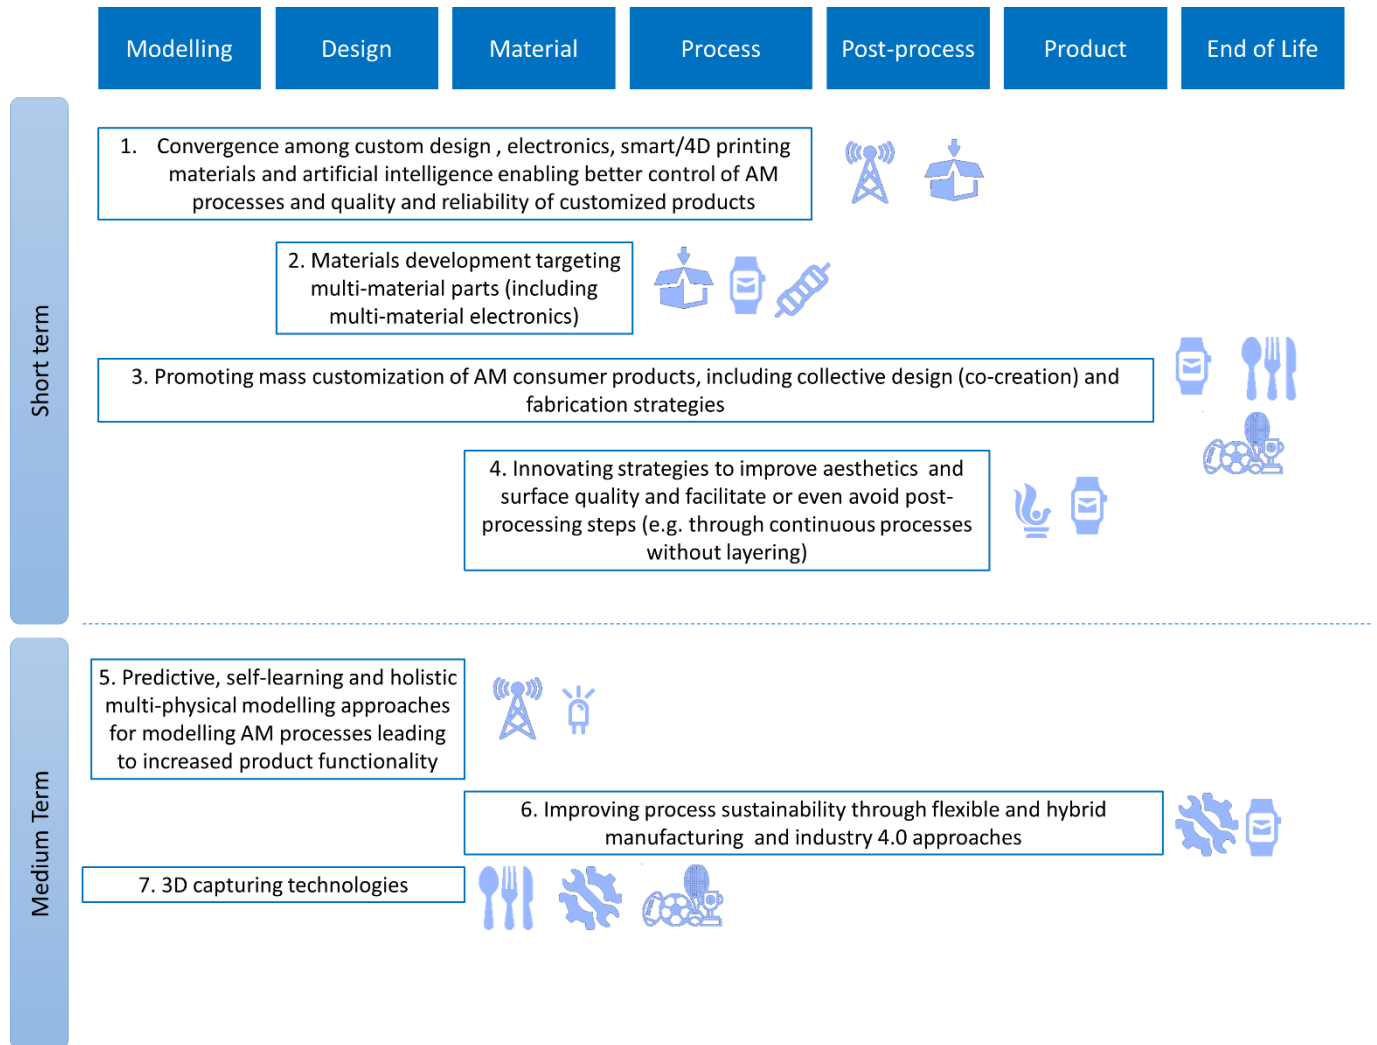 Modelling
Design
Material
Process
Post-process
Product
End of Life
Short term
1. Convergence among custom design , electronics, smart/4D printing
materials and artificial intelligence enabling better control of AM
processes and quality and reliability of customized products
2. Materials development targeting
multi-material parts (including
multi-material electronics)
3. Promoting mass customization of AM consumer products, including collective design (co-creation) and
fabrication strategies
4. Innovating strategies to improve aesthetics and
surface quality and facilitate or even avoid post-
processing steps (e.g. through continuous processes
without layering)
Medium Term
5. Predictive, self-learning and holistic
multi-physical modelling approaches
for modelling AM processes leading
to increased product functionality
6. Improving process sustainability through flexible and hybrid
manufacturing and industry 4.0 approaches
7. 3D capturing technologies